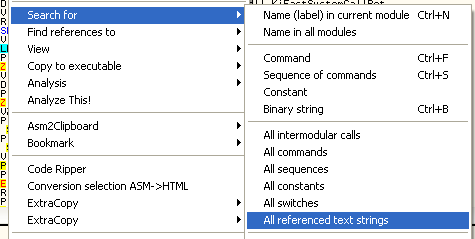 Search for
Find references to
View
Copy to executable
Analysis
Analyze This!
Asm2Clipboard
Bookmark
Code Ripper
Conversion selection ASM->HTML
ExtraCopy
ExtraCopy
Name (label) in current module Ctrl+N
Name in all modules
Command Ctrl+F
Sequence of commands Ctrl+S
Constant
Binary string Ctrl+B
All intermodular calls
All commands
All sequences
All constants
All switches
All referenced text strings